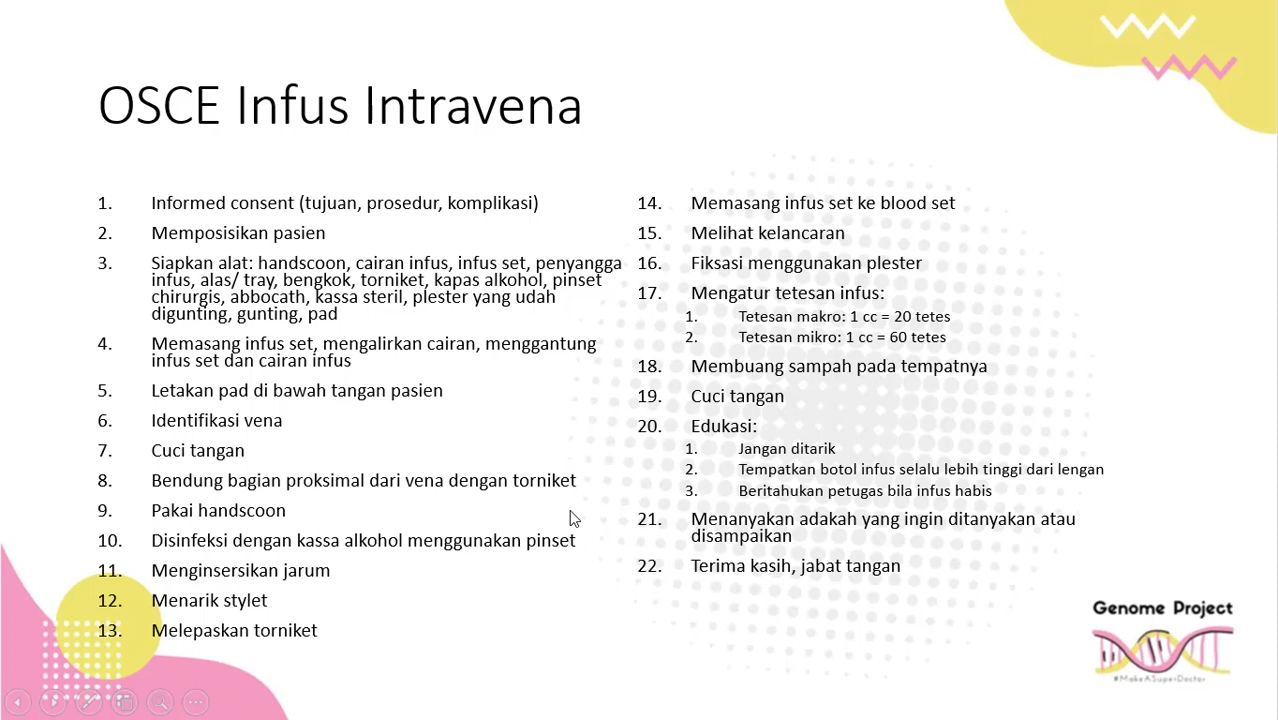 OSCE Infus Intravena
1. Informed consent (tujuan, prosedur, komplikasi)
2. Memposisikan pasien
3. Siapkan alat: handscoon, cairan infus, infus set, penyangga
infus, alas/ tray, bengkok, torniket, kapas alkohol, pinset
chirurgis, abbocath, kassa steril, plester yang udah
digunting, gunting, pad
4. Memasang infus set, mengalirkan cairan, menggantung
infus set dan cairan infus
5. Letakan pad di bawah tangan pasien
6. Identifikasi vena
7. Cuci tangan
8. Bendung bagian proksimal dari vena dengan torniket
9. Pakai handscoon
10. Disinfeksi dengan kassa alkohol menggunakan pinset
11. Menginsersikan jarum
12. Menarik stylet
13. Melepaskan torniket
14. Memasang infus set ke blood set
15. Melihat kelancaran
16. Fiksasi menggunakan plester
17. Mengatur tetesan infus:
1. Tetesan makro: 1 cc = 20 tetes
2. Tetesan mikro: 1 cc = 60 tetes
18. Membuang sampah pada tempatnya
19. Cuci tangan
20. Edukasi:
1. Jangan ditarik
2. Tempatkan botol infus selalu lebih tinggi dari lengan
3. Beritahukan petugas bila infus habis
21. Menanyakan adakah yang ingin ditanyakan atau
disampaikan
22. Terima kasih, jabat tangan
Genome Project
#MakeASuperDoctor